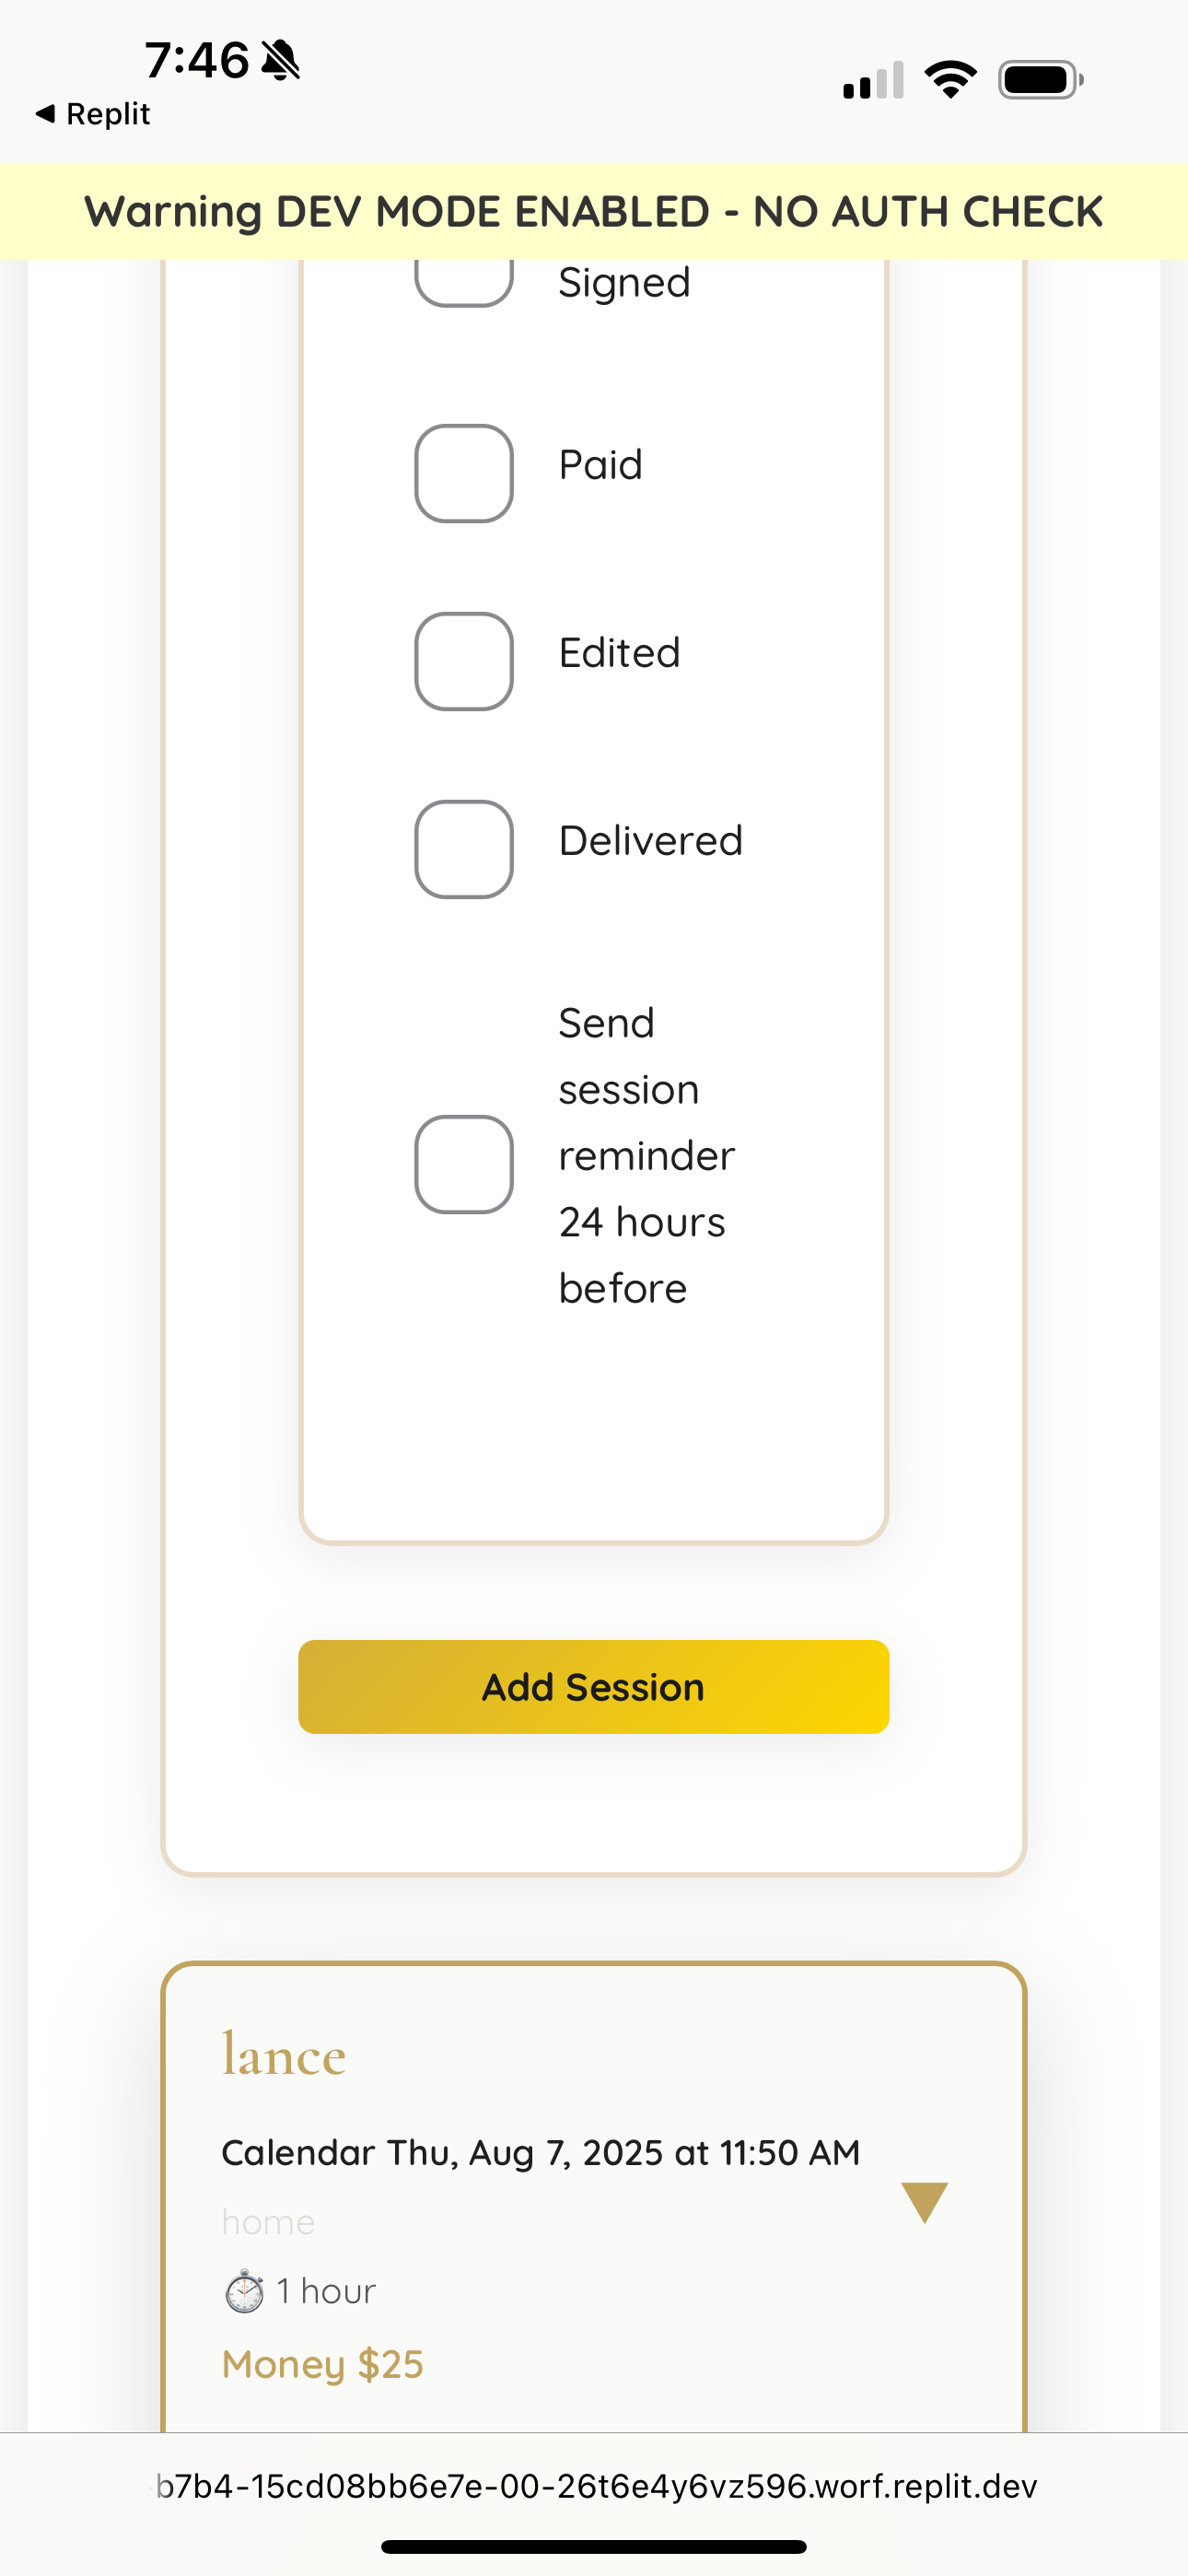 7:46
◀ Replit
Warning DEV MODE ENABLED - NO AUTH CHECK
Signed
Paid
Edited
Delivered
Send
session
reminder
24 hours
before
Add Session
lance
Calendar Thu, Aug 7, 2025 at 11:50 AM
home
⏱️ 1 hour
Money $25
b7b4-15cd08bb6e7e-00-26t6e4y6vz596.worf.replit.dev